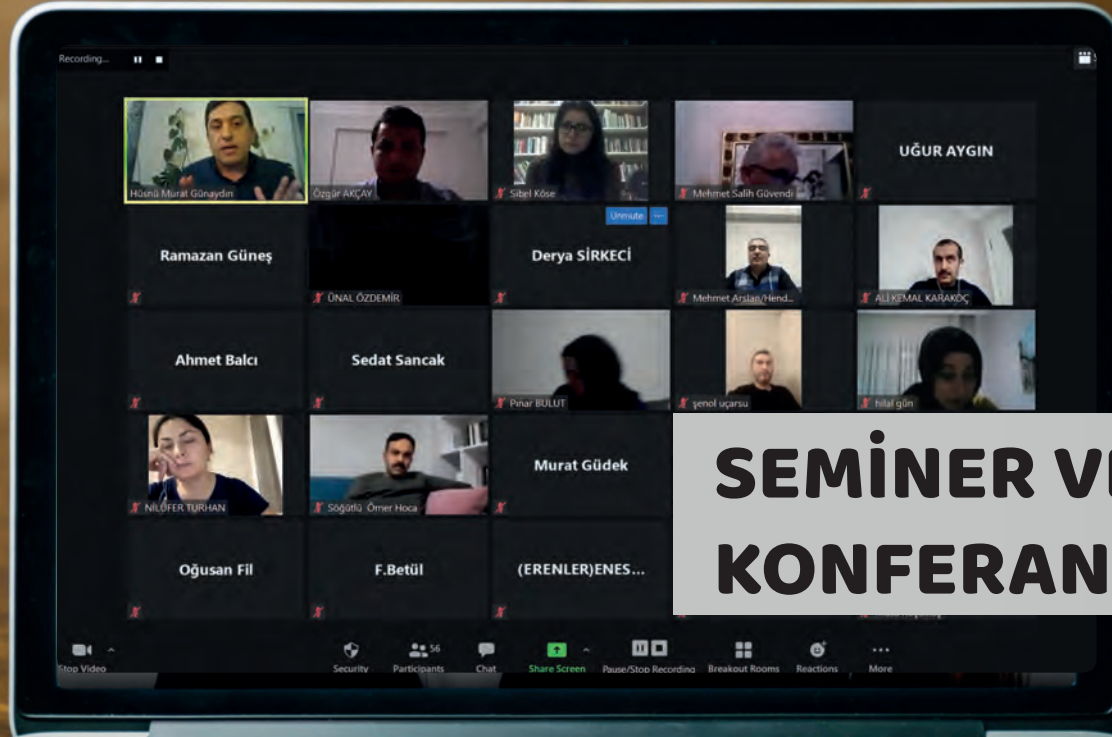 Recording...
Hüsnü Murat Günaydın
Özgür AKÇAY
Sibel Köse
Mehmet Salih Güvendi
UĞUR AYGIN
Ramazan Güneş
ÜNAL ÖZDEMİR
Unmute ...
Derya SİRKECİ
Mehmet Arslan/Hend...
ALİ KEMAL KARAKOÇ
Ahmet Balcı
Sedat Sancak
Pınar BULUT
şenol uçarsu
hilal gün
NİLÜFER TURHAN
Söğütlü Ömer Hoca
Murat Güdek
SEMİNER VE
KONFERAN
Oğusan Fil
F.Betül
(ERENLER)ENES...
Stop Video
Security
Participants
56
Chat
Share Screen
Pause/Stop Recording
Breakout Rooms
Reactions
More